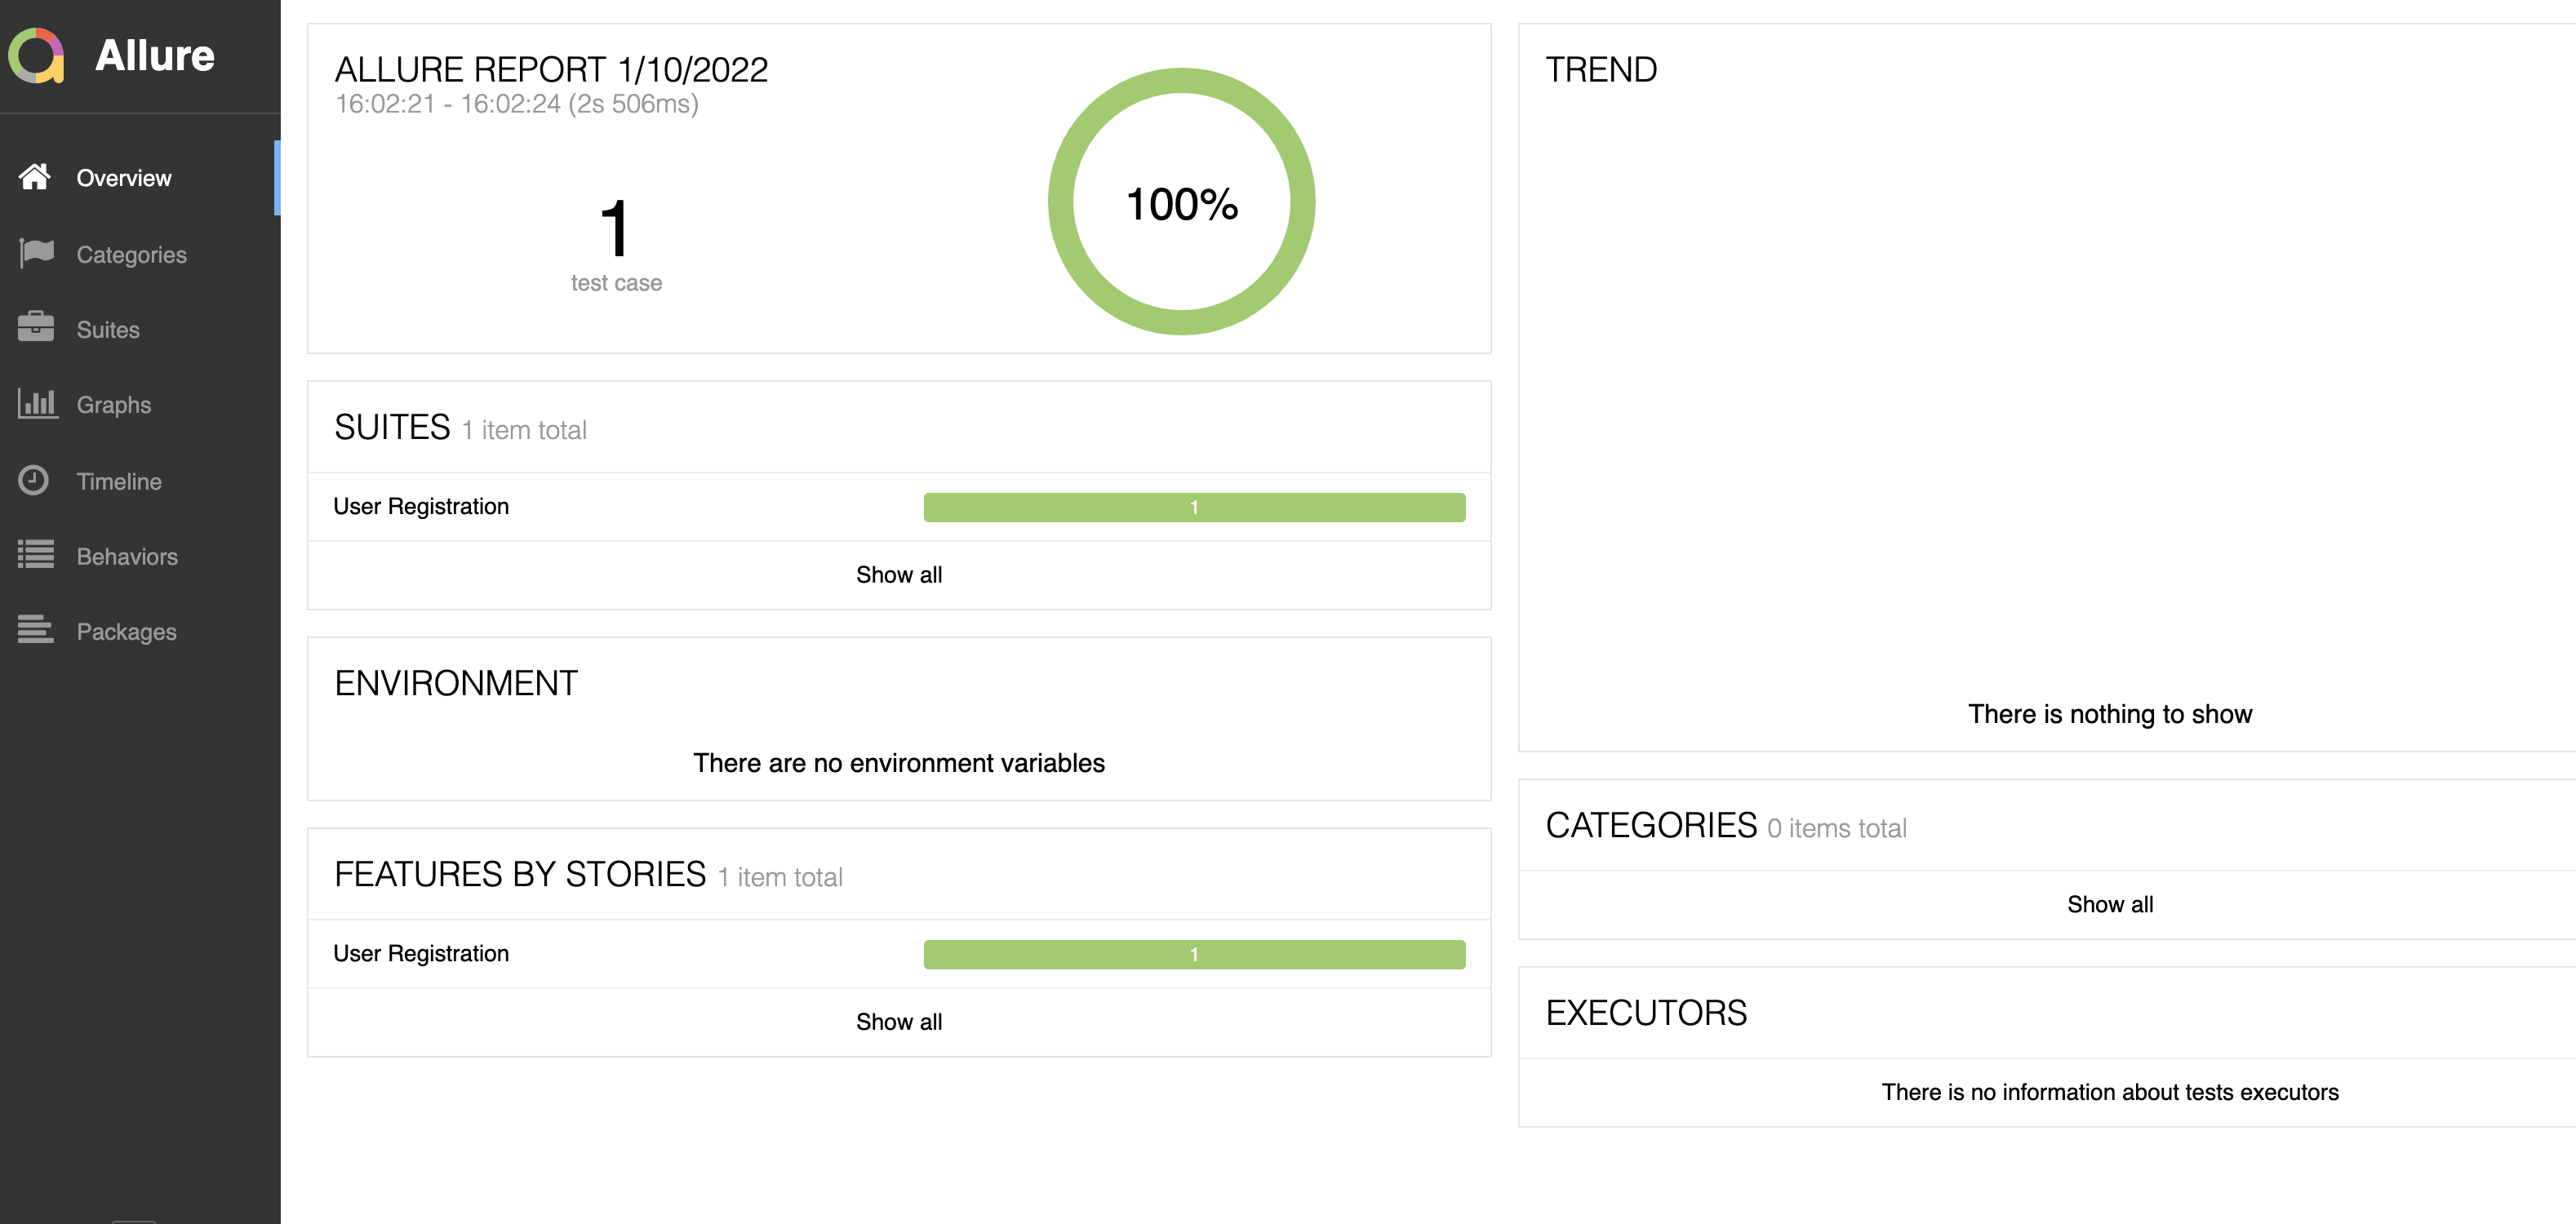 Allure
Overview
Categories
Suites
Graphs
Timeline
Behaviors
Packages
ALLURE REPORT 1/10/2022
16:02:21 - 16:02:24 (2s 506ms)
1
test case
100%
SUITES 1 item total
User Registration 1
Show all
ENVIRONMENT
There are no environment variables
FEATURES BY STORIES 1 item total
User Registration 1
Show all
TREND
There is nothing to show
CATEGORIES 0 items total
Show all
EXECUTORS
There is no information about tests executors